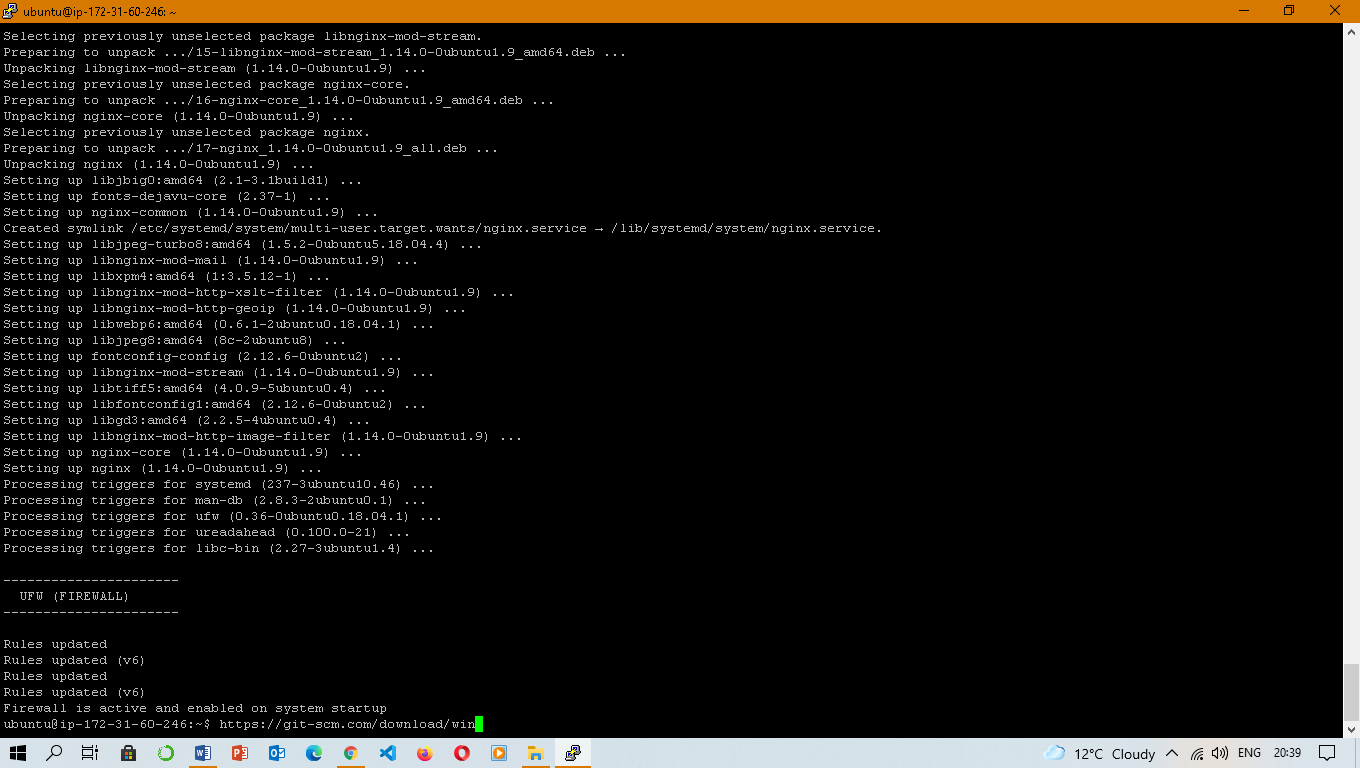 ubuntu@ip-172-31-60-246: ~
Selecting previously unselected package libnginx-mod-stream.
Preparing to unpack .../15-libnginx-mod-stream_1.14.0-0ubuntu1.9_amd64.deb ...
Unpacking libnginx-mod-stream (1.14.0-0ubuntu1.9) ...
Selecting previously unselected package nginx-core.
Preparing to unpack .../16-nginx-core_1.14.0-0ubuntu1.9_amd64.deb ...
Unpacking nginx-core (1.14.0-0ubuntu1.9) ...
Selecting previously unselected package nginx.
Preparing to unpack .../17-nginx_1.14.0-0ubuntu1.9_all.deb ...
Unpacking nginx (1.14.0-0ubuntu1.9) ...
Setting up libjbig0:amd64 (2.1-3.1build1) ...
Setting up fonts-dejavu-core (2.37-1) ...
Setting up nginx-common (1.14.0-0ubuntu1.9) ...
Created symlink /etc/systemd/system/multi-user.target.wants/nginx.service → /lib/systemd/system/nginx.service.
Setting up libjpeg-turbo8:amd64 (1.5.2-0ubuntu5.18.04.4) ...
Setting up libnginx-mod-mail (1.14.0-0ubuntu1.9) ...
Setting up libxpm4:amd64 (1:3.5.12-1) ...
Setting up libnginx-mod-http-xslt-filter (1.14.0-0ubuntu1.9) ...
Setting up libnginx-mod-http-geoip (1.14.0-0ubuntu1.9) ...
Setting up libwebp6:amd64 (0.6.1-2ubuntu0.18.04.1) ...
Setting up libjpeg8:amd64 (8c-2ubuntu8) ...
Setting up fontconfig-config (2.12.6-0ubuntu2) ...
Setting up libnginx-mod-stream (1.14.0-0ubuntu1.9) ...
Setting up libtiff5:amd64 (4.0.9-5ubuntu0.4) ...
Setting up libfontconfig1:amd64 (2.12.6-0ubuntu2) ...
Setting up libgd3:amd64 (2.2.5-4ubuntu0.4) ...
Setting up libnginx-mod-http-image-filter (1.14.0-0ubuntu1.9) ...
Setting up nginx-core (1.14.0-0ubuntu1.9) ...
Setting up nginx (1.14.0-0ubuntu1.9) ...
Processing triggers for systemd (237-3ubuntu10.46) ...
Processing triggers for man-db (2.8.3-2ubuntu0.1) ...
Processing triggers for ufw (0.36-0ubuntu0.18.04.1) ...
Processing triggers for ureadahead (0.100.0-21) ...
Processing triggers for libc-bin (2.27-3ubuntu1.4) ...
----------------------
UFW (FIREWALL)
----------------------
Rules updated
Rules updated (v6)
Rules updated
Rules updated (v6)
Firewall is active and enabled on system startup
ubuntu@ip-172-31-60-246:~$ https://git-scm.com/download/win
12°C Cloudy ENG 20:39